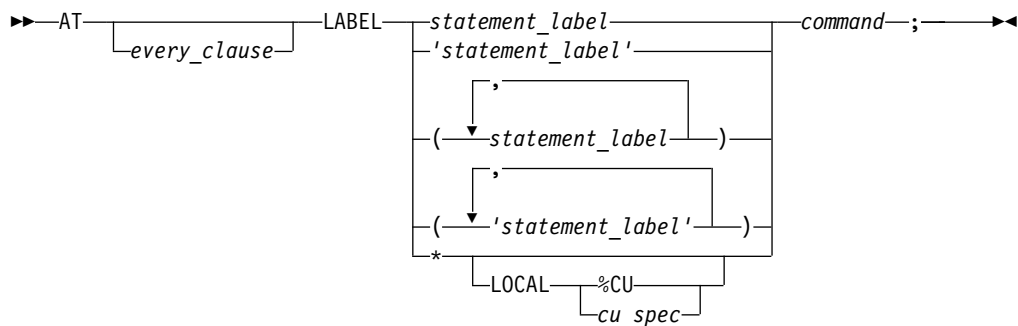 AT LABEL statement_label command ;
every_clause 'statement_label'
,
( statement_label )
,
( 'statement_label' )
*
LOCAL %CU
cu spec